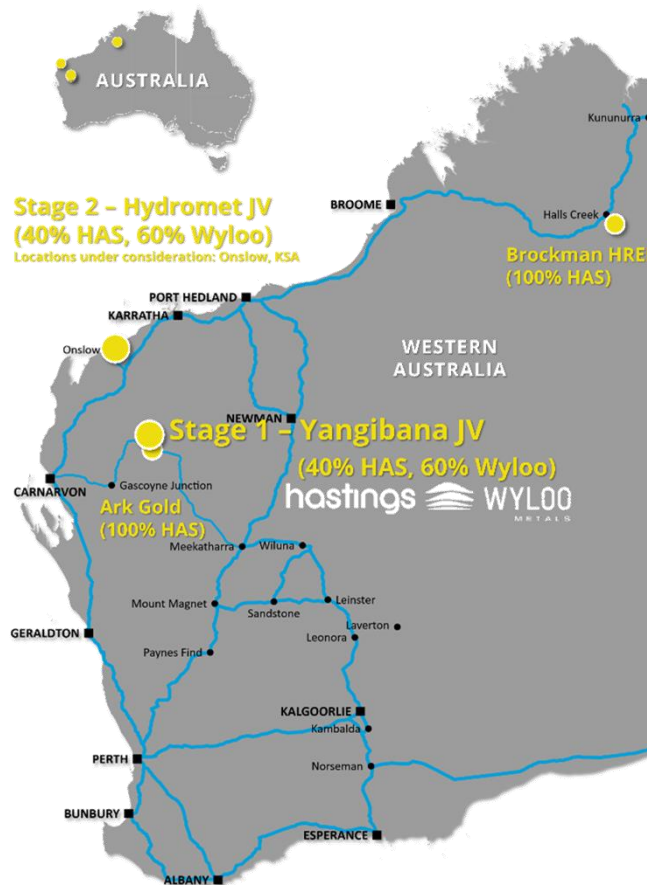 AUSTRALIA
Kununurra
Stage 2 – Hydromet JV
(40% HAS, 60% Wyloo)
Locations under consideration: Onslow, KSA
BROOME
Halls Creek
Brockman HRE
(100% HAS)
PORT HEDLAND
KARRATHA
Onslow
WESTERN
AUSTRALIA
NEWMAN
Stage 1 – Yangibana JV
(40% HAS, 60% Wyloo)
CARNARVON
Gascoyne Junction
Ark Gold
(100% HAS)
hastings
WYLOO
METALS
Meekatharra
Wiluna
Mount Magnet
Sandstone
Leinster
Laverton
Leonora
GERALDTON
Paynes Find
KALGOORLIE
Kambalda
PERTH
Norseman
BUNBURY
ESPERANCE
ALBANY